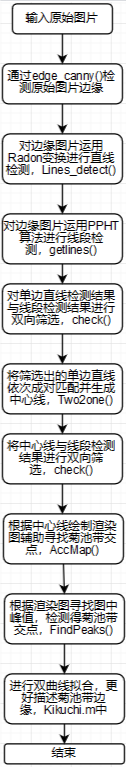 输入原始图片
通过edge_canny()检
测原始图片边缘
对边缘图片运用
Radon变换进行直线
检测，Lines_detect()
对边缘图片运用PPHT
算法进行线段检
测，getlines()
对单边直线检测结果
与线段检测结果进行
双向筛选，check()
将筛选出的单边直线
依次成对匹配并生成
中心线，Two2one()
将中心线与线段检测
结果进行双向筛
选，check()
根据中心线绘制渲染
图辅助寻找菊池带交
点，AccMap()
根据渲染图寻找图中
峰值，检测得菊池带
交点，FindPeaks()
进行双曲线拟合，更
好描述菊池带边
缘，Kikuchi.m中
结束